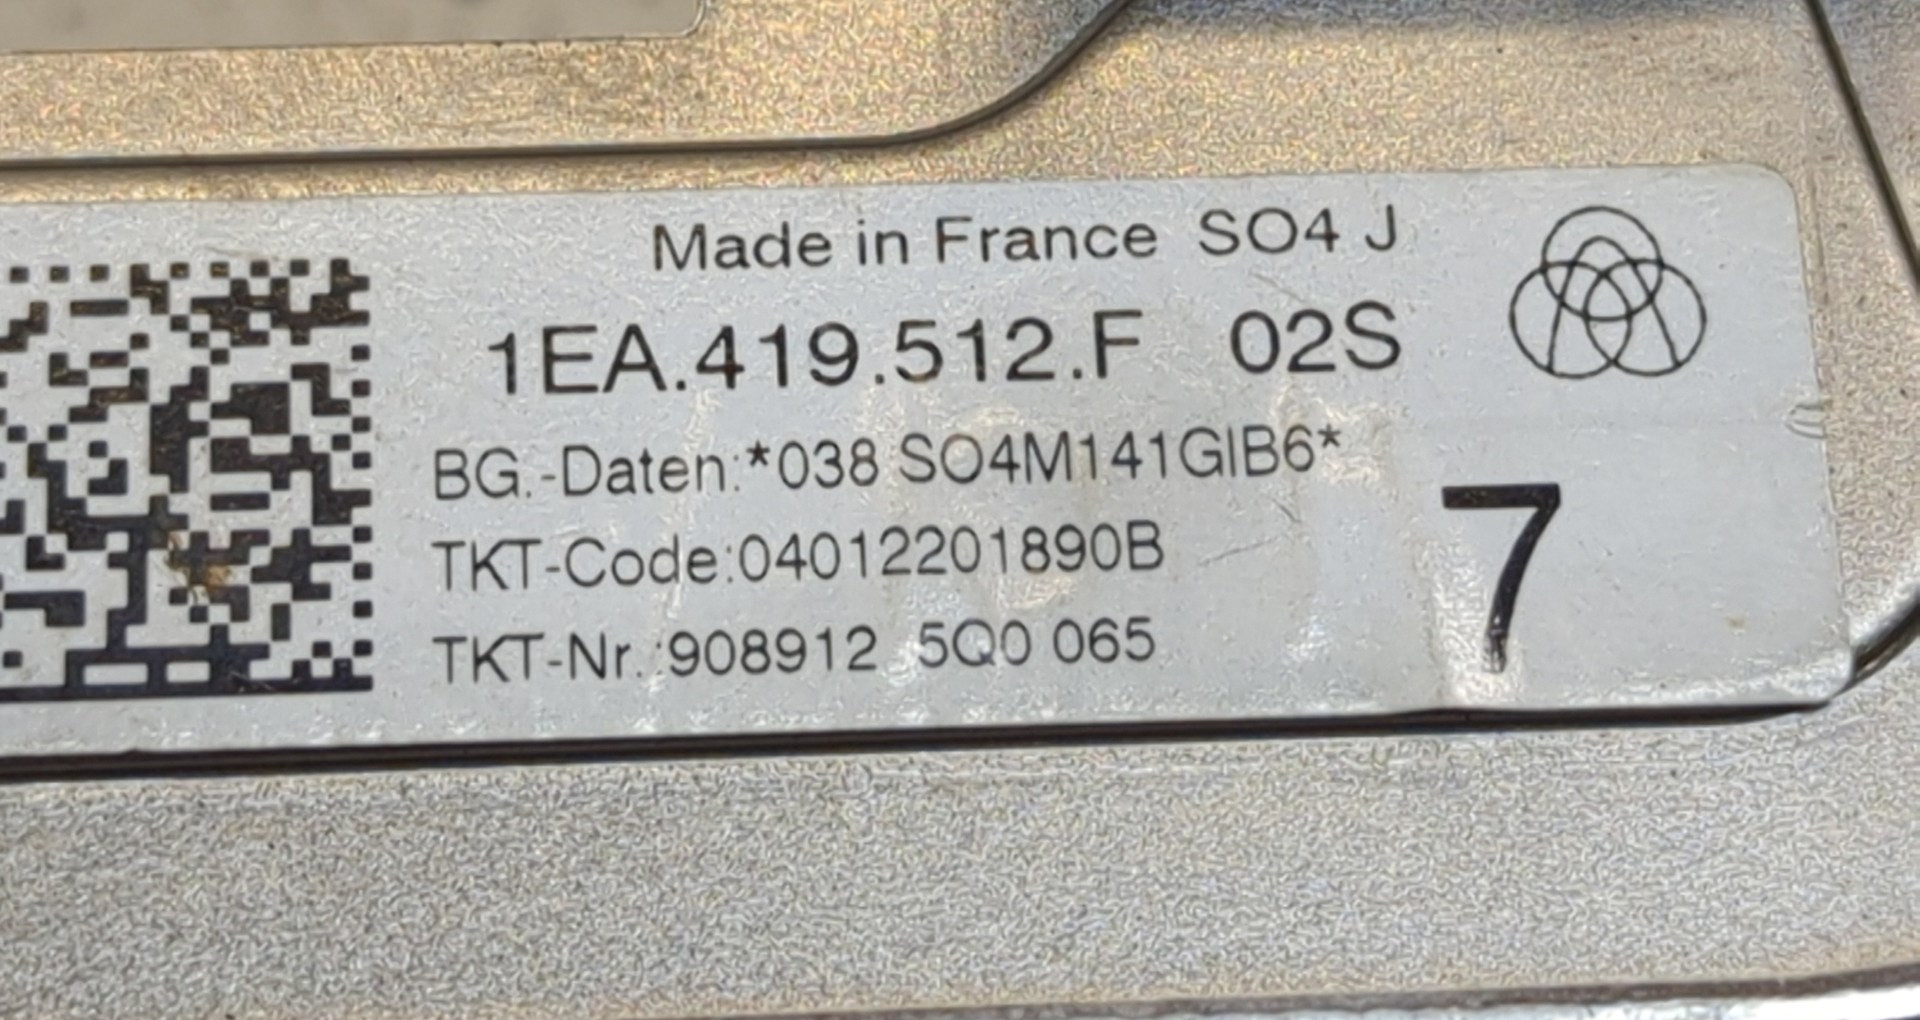 Made in France SO4 J
1EA.419.512.F 02S
BG.-Daten:*038 SO4M141GIB6*
TKT-Code:04012201890B
TKT-Nr.:908912 5Q0 065
7